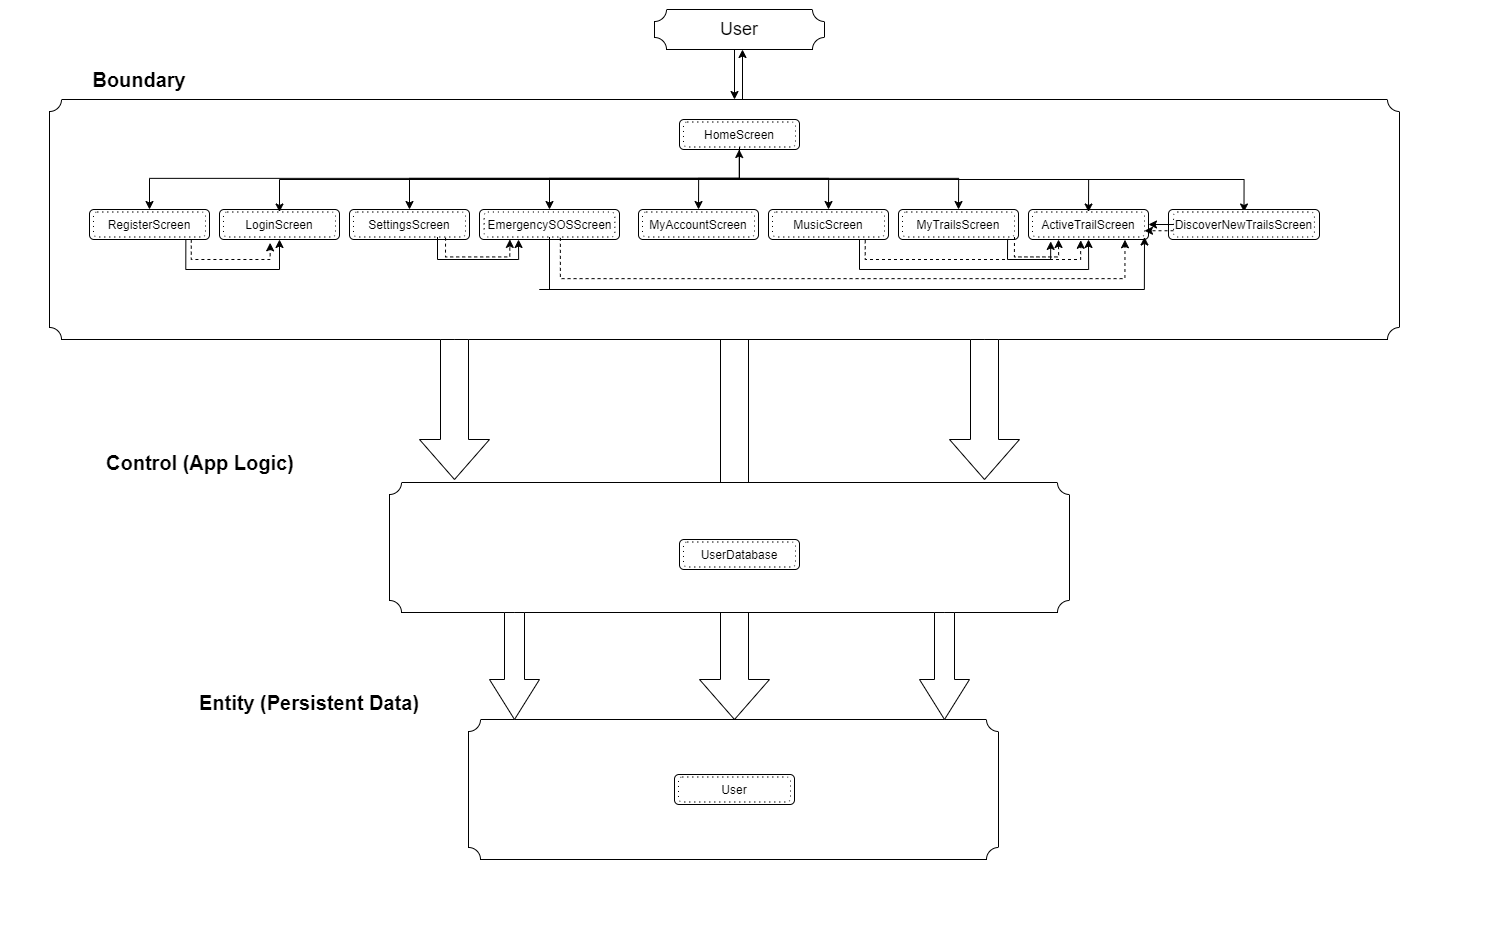 User
Boundary
HomeScreen
RegisterScreen
LoginScreen
SettingsScreen
EmergencySOSScreen
MyAccountScreen
MusicScreen
MyTrailsScreen
ActiveTrailScreen
DiscoverNewTrailsScreen
Control (App Logic)
UserDatabase
Entity (Persistent Data)
User